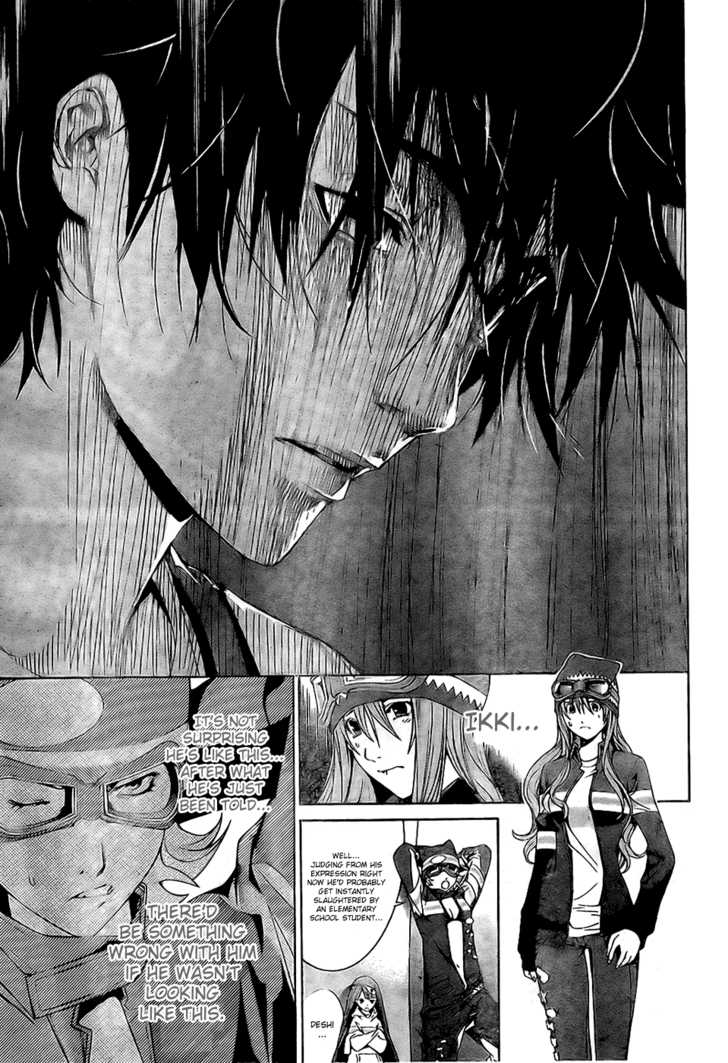 IKKI...
IT'S NOT
SURPRISING
HE'S LIKE THIS...
AFTER WHAT
HE'S JUST
BEEN TOLD...
THERE'D
BE SOMETHING
WRONG WITH HIM
IF HE WASN'T
LOOKING
LIKE THIS.
WELL...
JUDGING FROM HIS
EXPRESSION RIGHT
NOW HE'D PROBABLY
GET INSTANTLY
SLAUGHTERED BY
AN ELEMENTARY
SCHOOL STUDENT...
DESHI